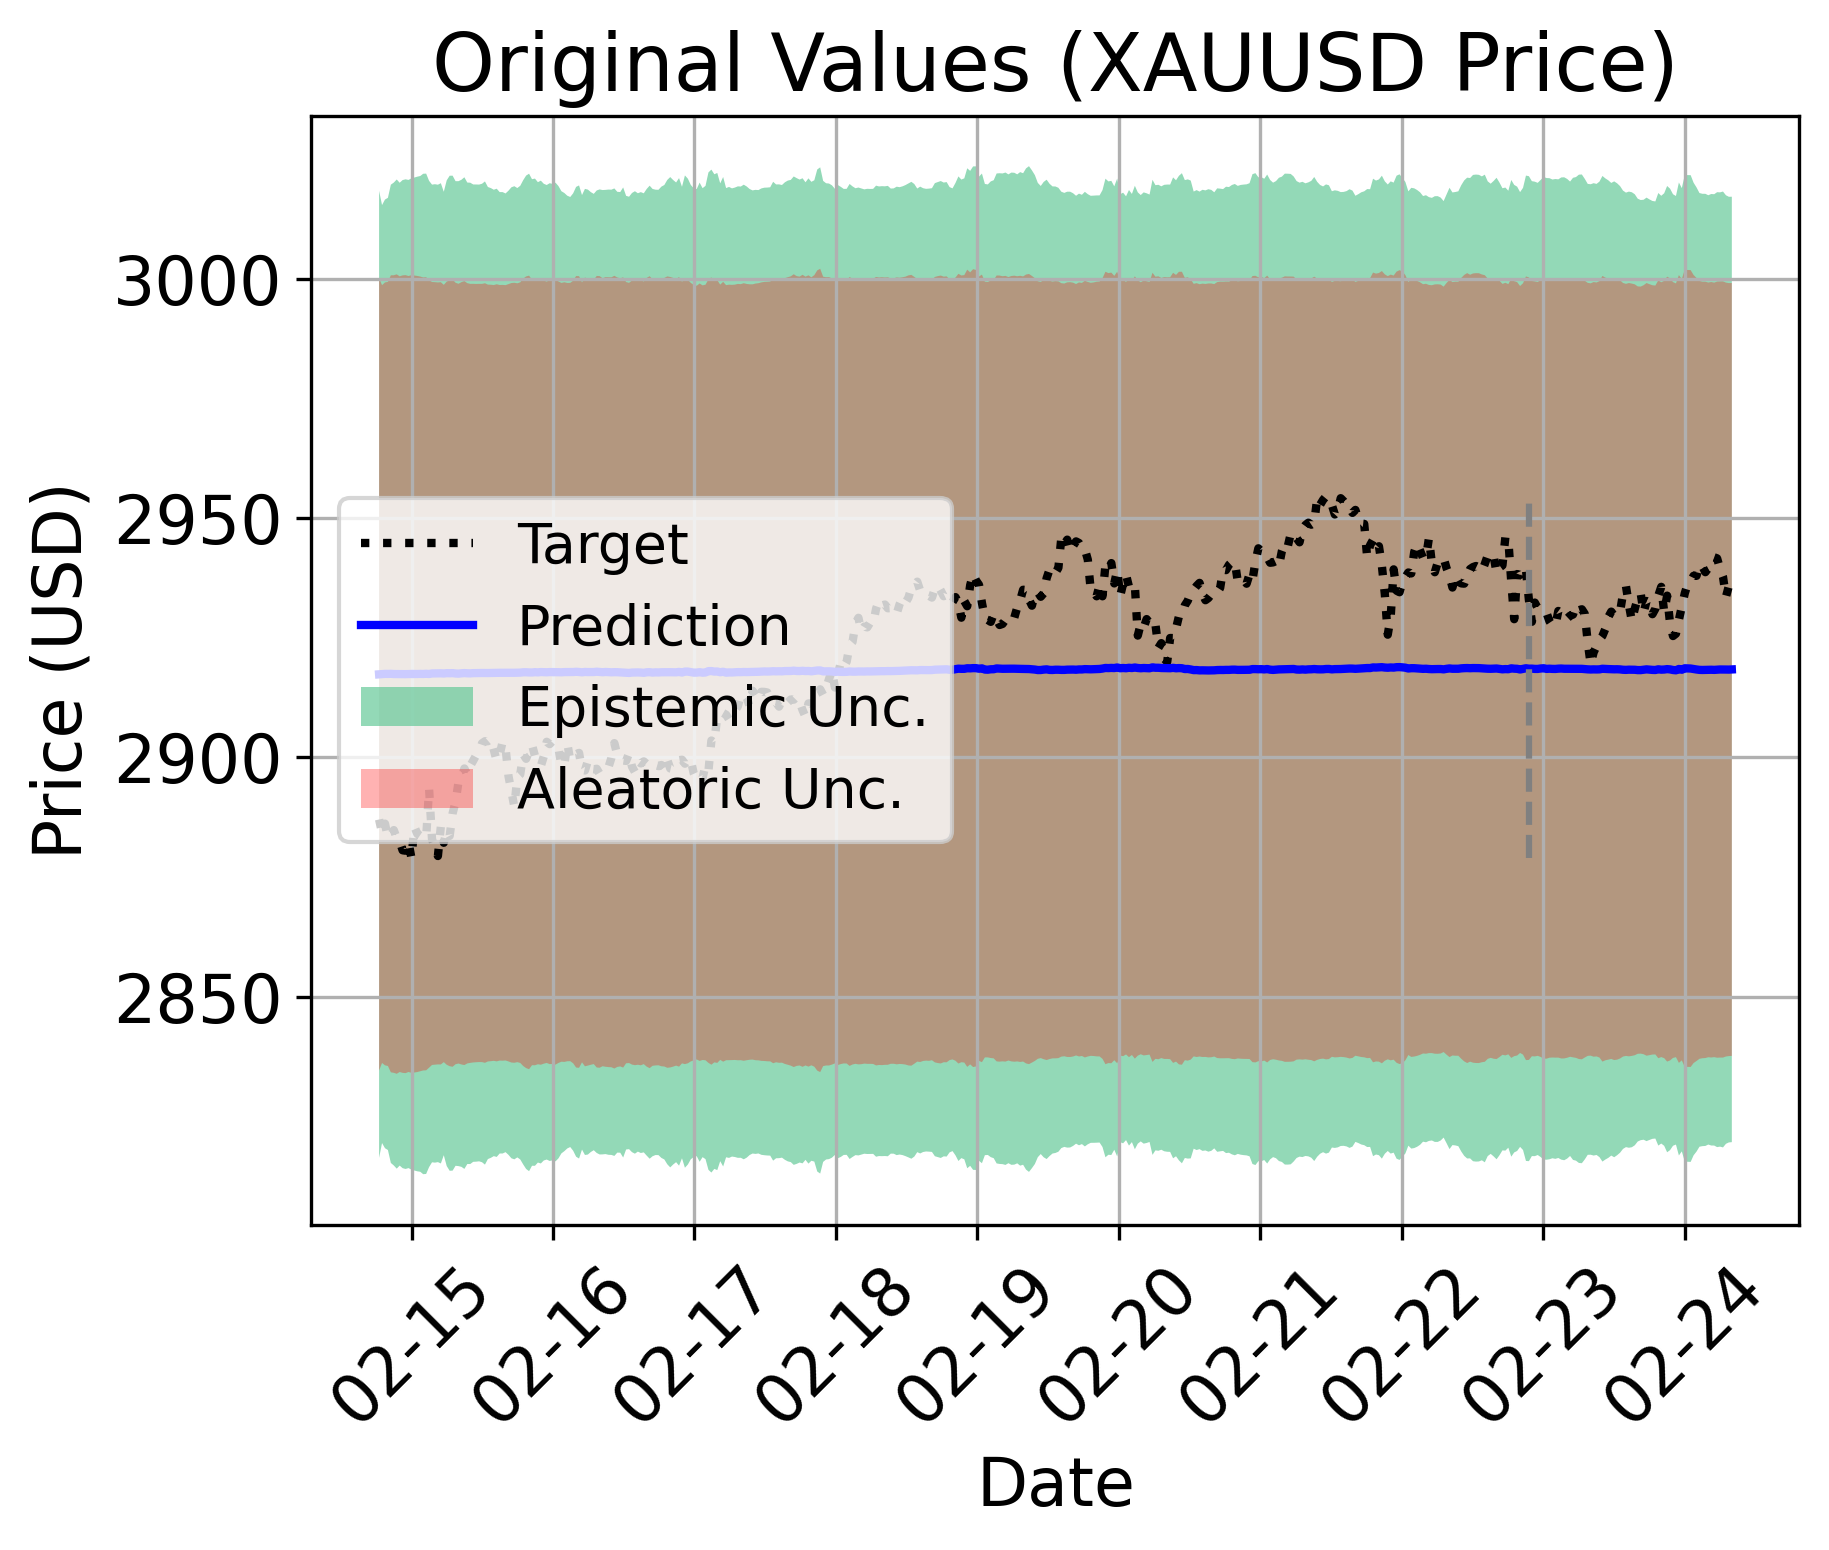 Original Values (XAUUSD Price)
Price (USD)
3000
2950
2900
2850
Target
Prediction
Epistemic Unc.
Aleatoric Unc.
02-15
02-16
02-17
02-18
02-19
02-20
02-21
02-22
02-23
02-24
Date